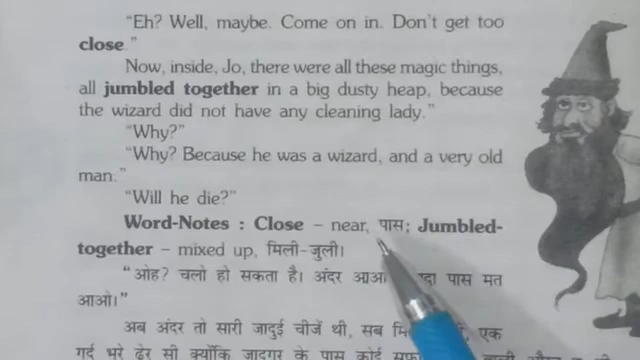 "Eh? Well, maybe. Come on in. Don't get too
close."
Now, inside, Jo, there were all these magic things,
all jumbled together in a big dusty heap, because
the wizard did not have any cleaning lady."
"Why?"
"Why? Because he was a wizard, and a very old
man."
"Will he die?"
Word-Notes : Close – near, पास; Jumbled-
together – mixed up, मिली-जुली।
"ओह? चलो हो सकता है। अंदर पास मत
आओ।"
अब अंदर तो सारी जादुई चीजें थी, सब एक
गर्द भरे ढेर सी क्योंकि जादूगर के पास कोई